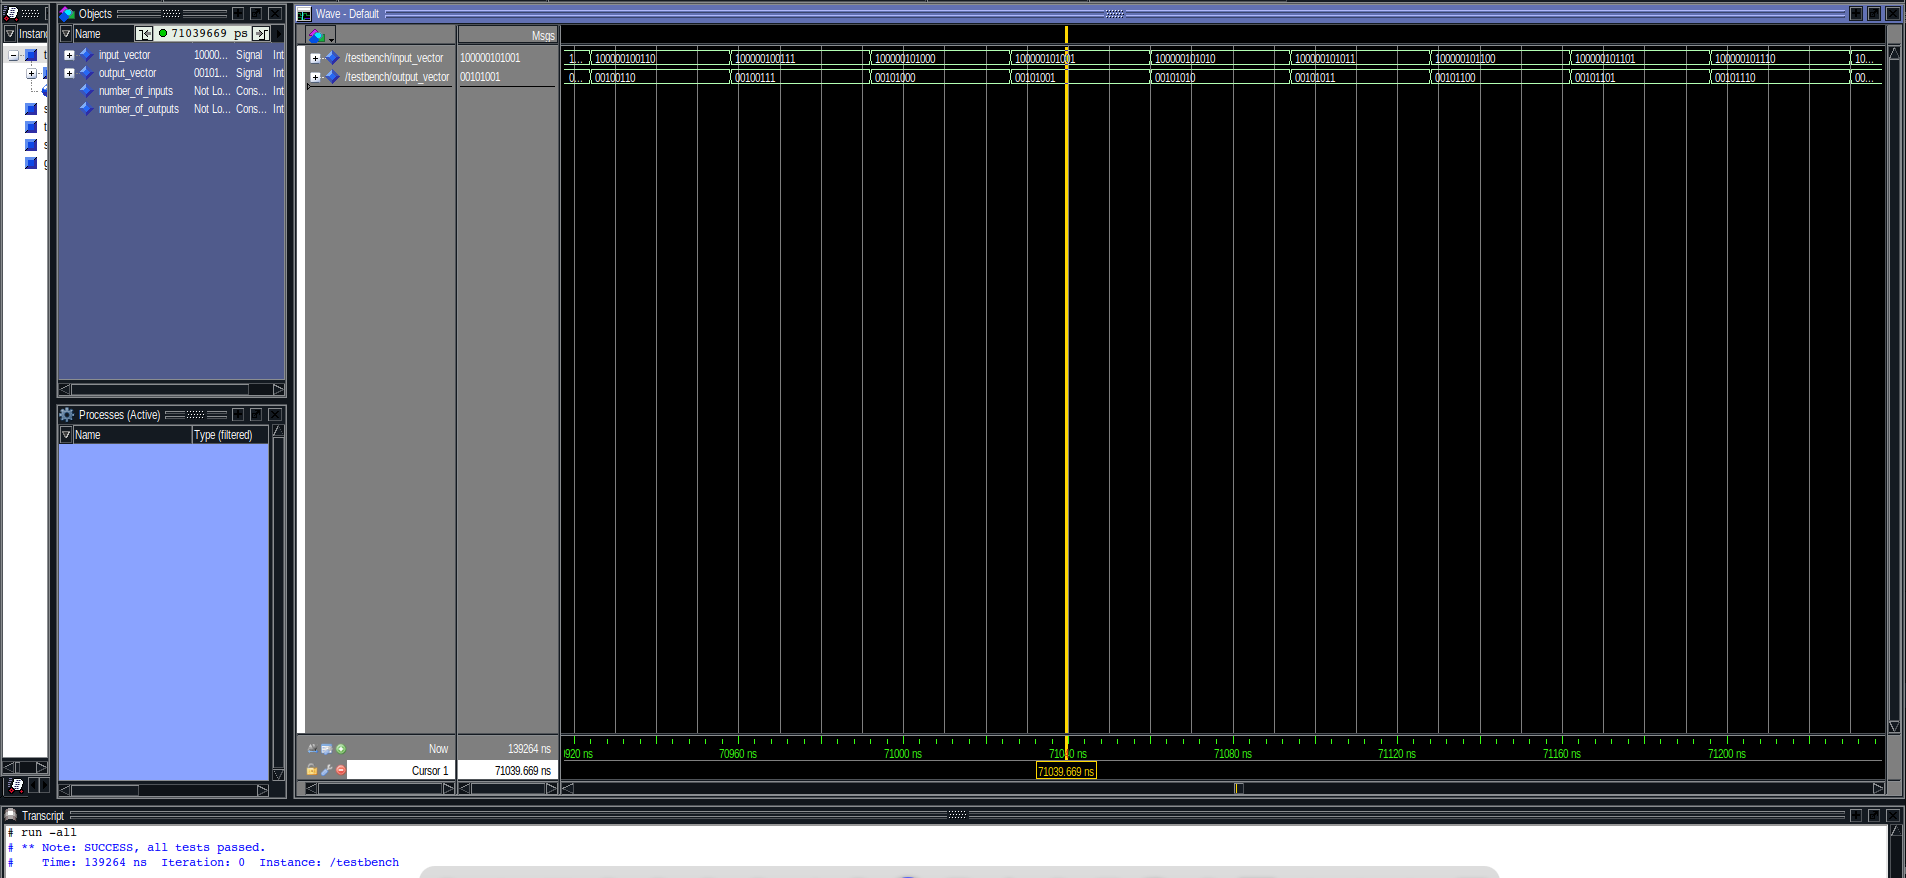 Instanc
Objects
Name 71039669 ps
input_vector 10000... Signal Int
output_vector 00101... Signal Int
number_of_inputs Not Lo... Cons... Int
number_of_outputs Not Lo... Cons... Int
Processes (Active)
Name Type (filtered)
Wave - Default
Msgs
/testbench/input_vector 100000101001 1... 100000100110 100000100111 100000101000 100000101001 100000101010 100000101011 100000101100 100000101101 100000101110 10...
/testbench/output_vector 00101001 0... 00100110 00100111 00101000 00101001 00101010 00101011 00101100 00101101 00101110 00...
Now 139264 ns 920 ns 70960 ns 71000 ns 71040 ns 71080 ns 71120 ns 71160 ns 71200 ns
Cursor 1 71039.669 ns 71039.669 ns
Transcript
# run -all
# ** Note: SUCCESS, all tests passed.
# Time: 139264 ns Iteration: 0 Instance: /testbench